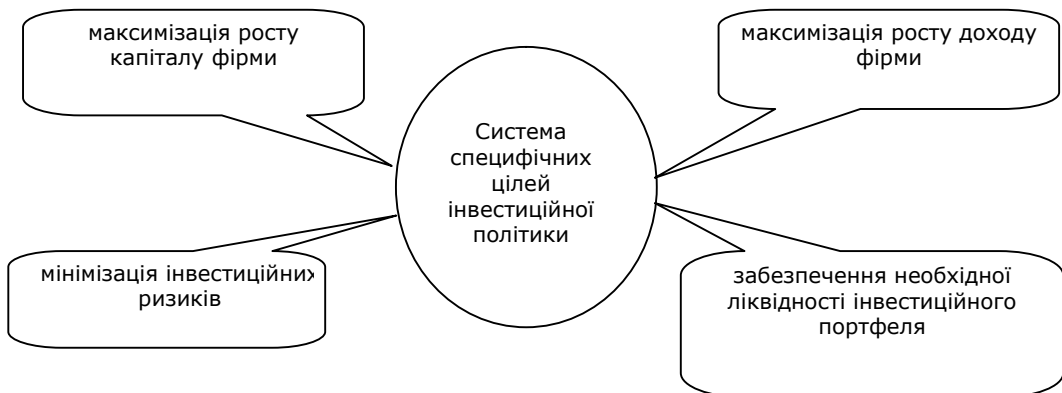 максимізація росту
капіталу фірми
максимізація росту доходу
фірми
Система
специфічних
цілей
інвестиційної
політики
мінімізація інвестиційних
ризиків
забезпечення необхідної
ліквідності інвестиційного
портфеля